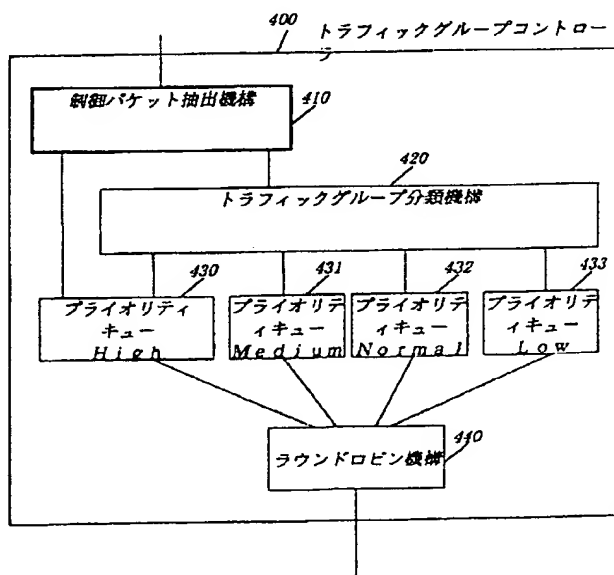 400
トラフィックグループコントロー
ラ
制御パケット抽出機構
410
420
トラフィックグループ分類機構
430
431
432
433
プライオリティ
キュー
High
プライオリテ
ィキュー
Medium
プライオリテ
ィキュー
Normal
プライオリテ
ィキュー
Low
ラウンドロビン機構
440